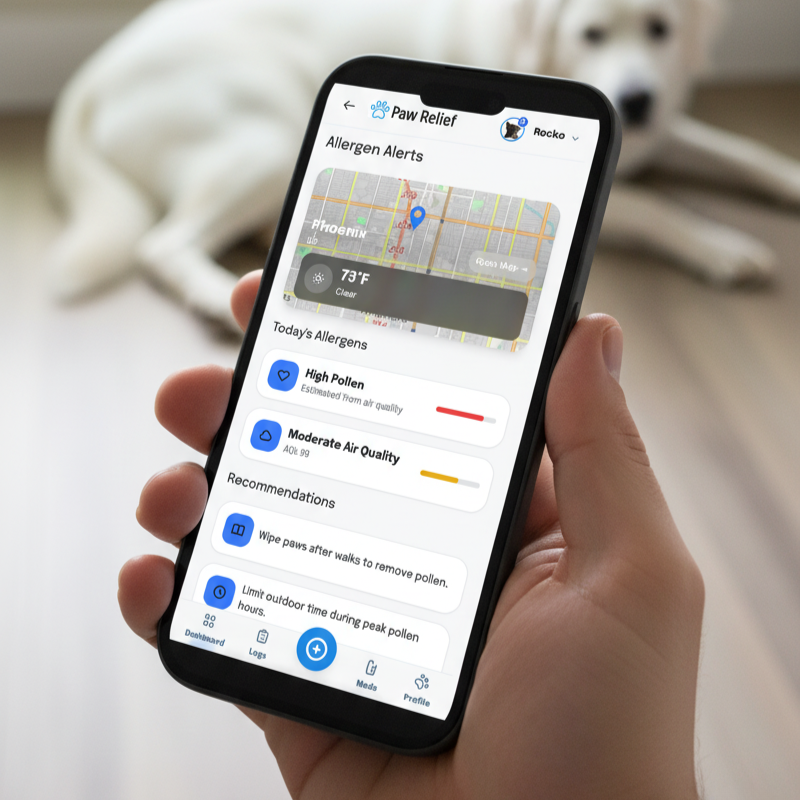 Paw Relief
Rocko
Allergen Alerts
Phoenix
73°F
Clear
Today's Allergens
High Pollen
Estimated from air quality
Moderate Air Quality
AQI: 99
Recommendations
Wipe paws after walks to remove pollen.
Limit outdoor time during peak pollen
hours.
Dashboard
Logs
Meds
Profile